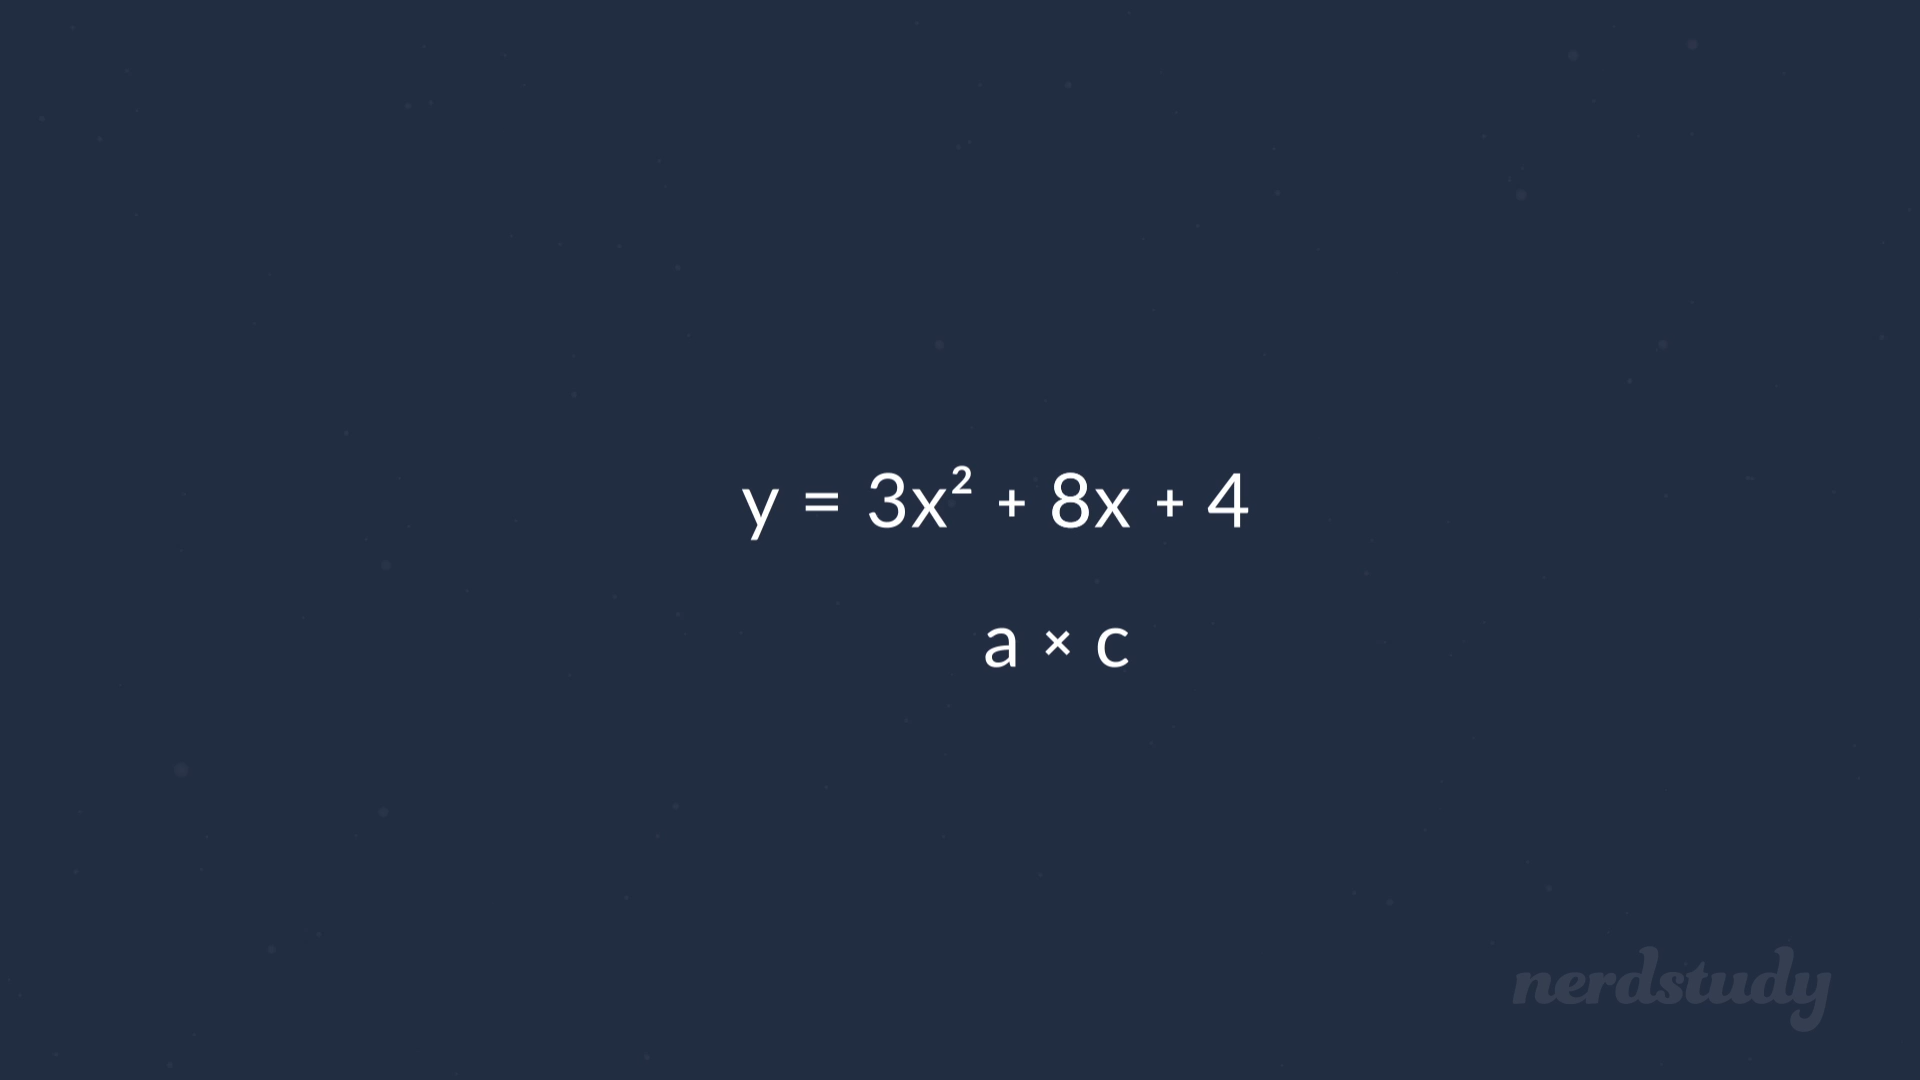 y = 3x² + 8x + 4
a × c
nerdstudy